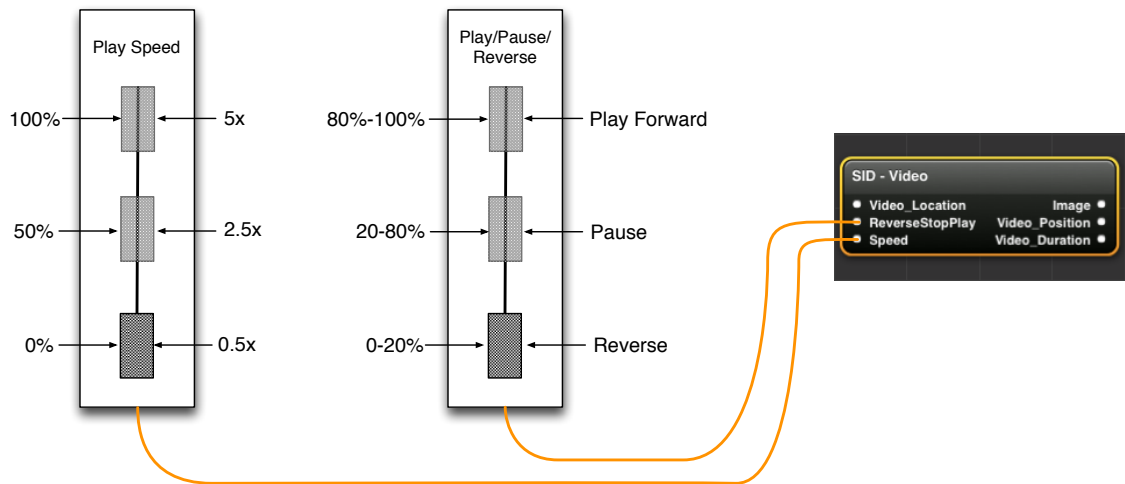 Play Speed
100%
5x
50%
2.5x
0%
0.5x
Play/Pause/
Reverse
80%-100%
Play Forward
20-80%
Pause
0-20%
Reverse
SID - Video
Video_Location Image
ReverseStopPlay Video_Position
Speed Video_Duration